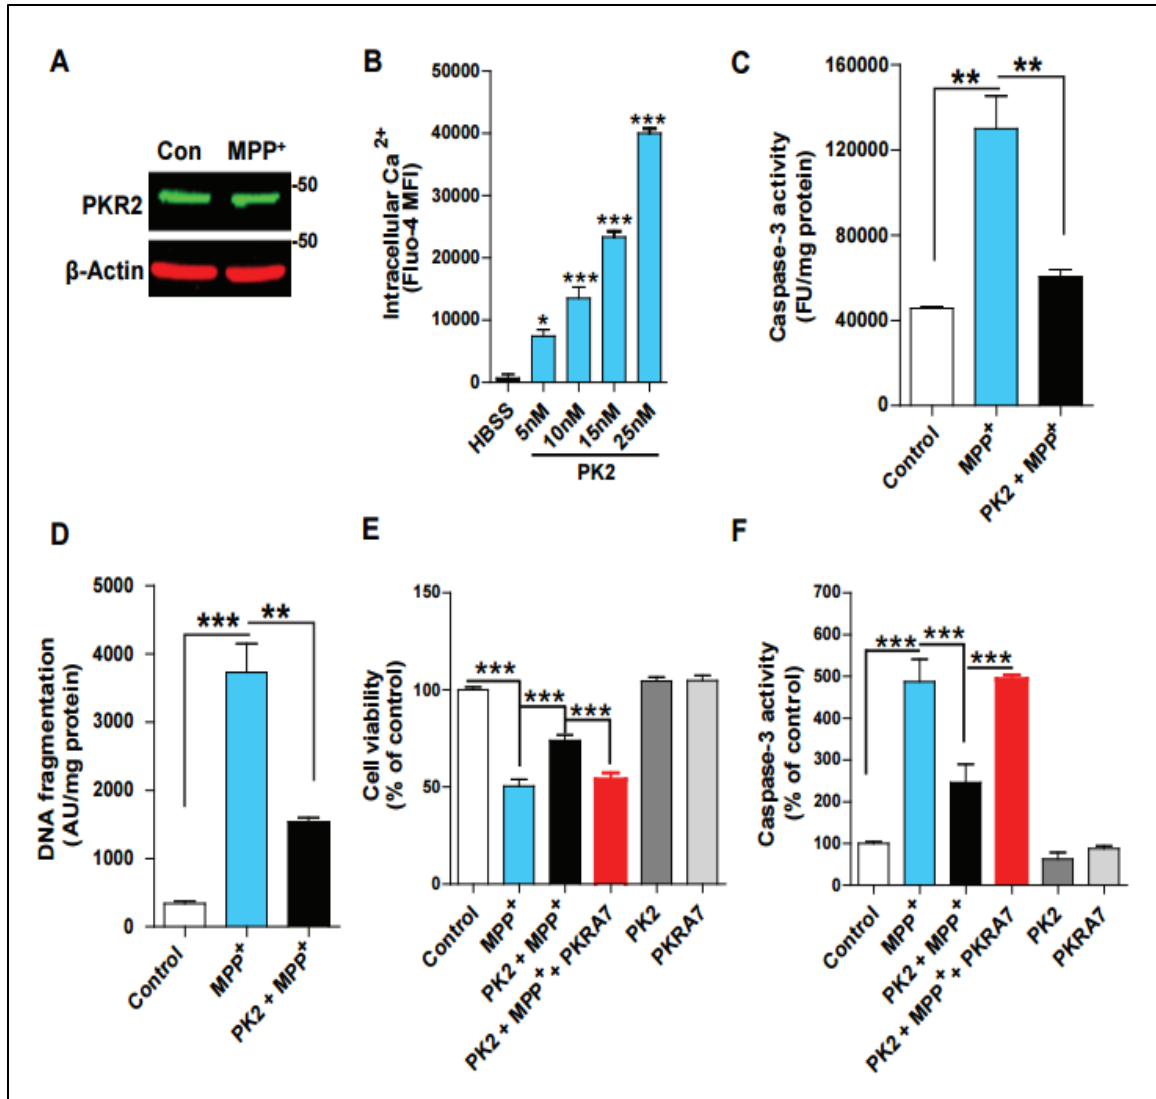 A
Con MPP⁺
-50
PKR2
-50
β-Actin
B
Intracellular Ca²⁺
(Fluo-4 MFI)
50000
40000
30000
20000
10000
0
*
***
***
***
HBSS
5nM
10nM
15nM
25nM
PK2
C
Caspase-3 activity
(FU/mg protein)
160000
120000
80000
40000
0
** **
Control
MPP⁺
PK2 + MPP⁺
D
DNA fragmentation
(AU/mg protein)
5000
4000
3000
2000
1000
0
*** **
Control
MPP⁺
PK2 + MPP⁺
E
Cell viability
(% of control)
150
100
50
0
*** *** ***
Control
MPP⁺
PK2 + MPP⁺
PK2 + MPP⁺ + PKRA7
PK2
PKRA7
F
Caspase-3 activity
(% of control)
700
600
500
400
300
200
100
0
*** *** ***
Control
MPP⁺
PK2 + MPP⁺
PK2 + MPP⁺ + PKRA7
PK2
PKRA7